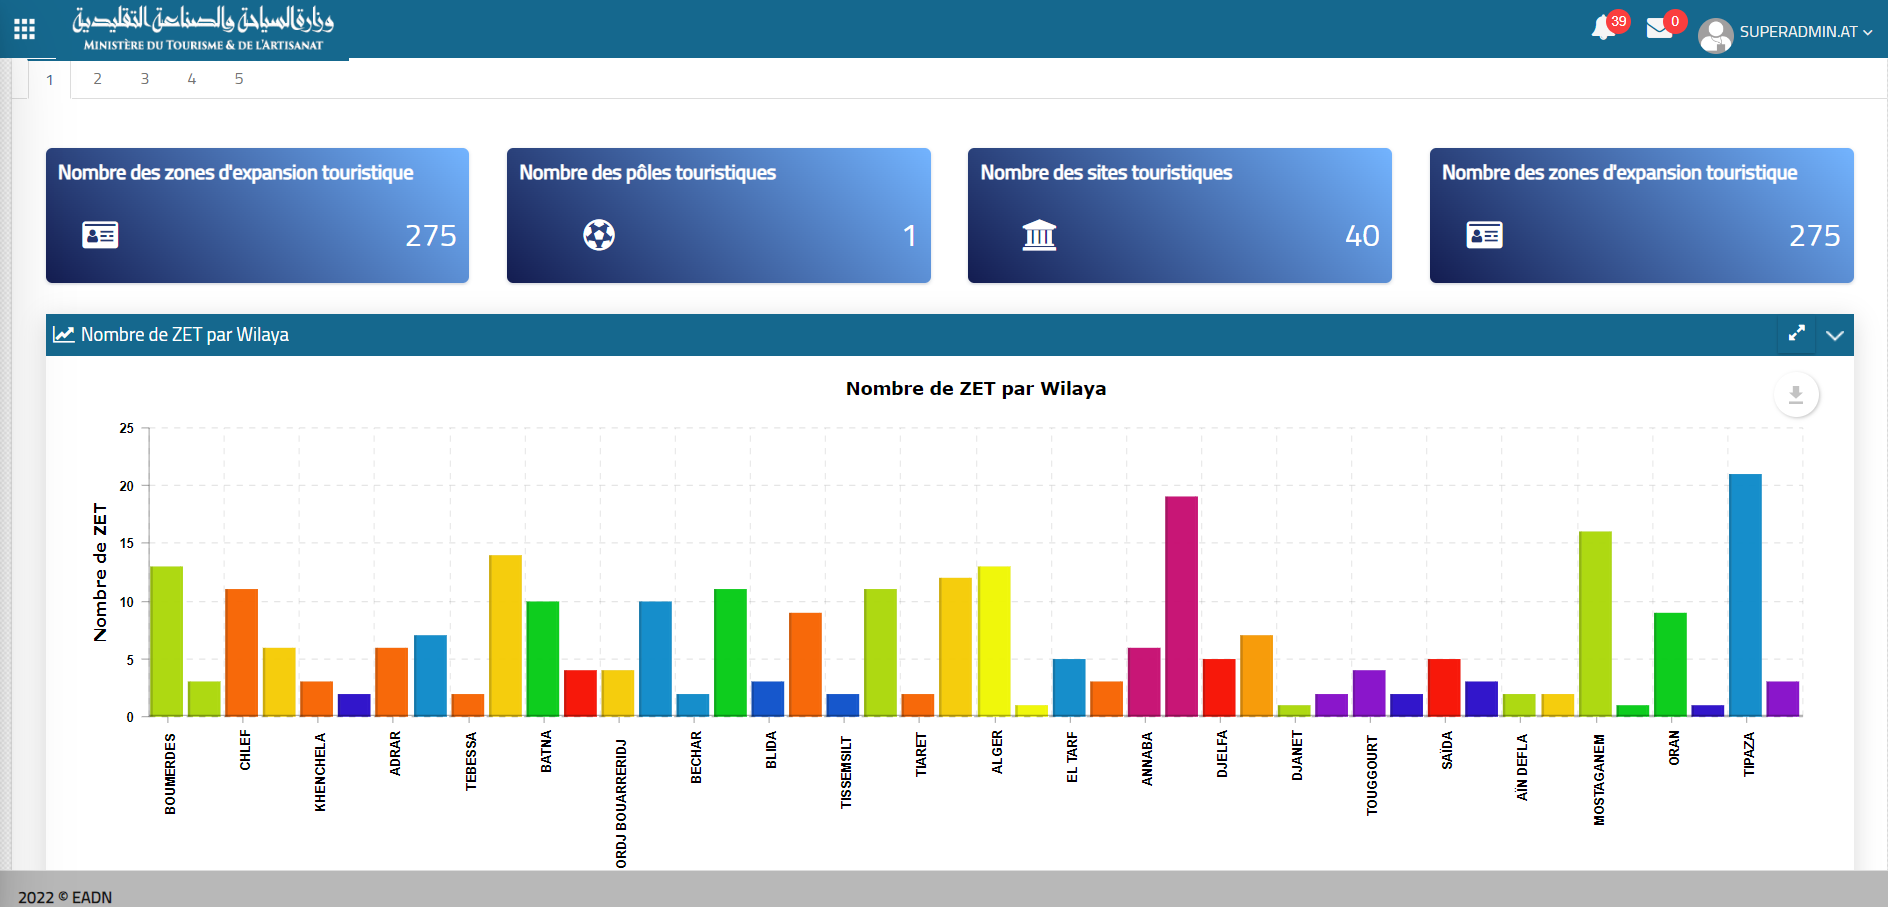 وزارة السياحة والصناعة التقليدية
MINISTÈRE DU TOURISME & DE L'ARTISANAT
39
0
SUPERADMIN.AT
1 2 3 4 5
Nombre des zones d'expansion touristique
275
Nombre des pôles touristiques
1
Nombre des sites touristiques
40
Nombre des zones d'expansion touristique
275
Nombre de ZET par Wilaya
Nombre de ZET par Wilaya
Nombre de ZET
25
20
15
10
5
0
BOUMERDES
CHLEF
KHENCHELA
ADRAR
TEBESSA
BATNA
ORDJ BOUARRERIDJ
BECHAR
BLIDA
TISSEMSILT
TIARET
ALGER
EL TARF
ANNABA
DJELFA
DJANET
TOUGGOURT
SAÏDA
AÏN DEFLA
MOSTAGANEM
ORAN
TIPAZA
2022 © EADN